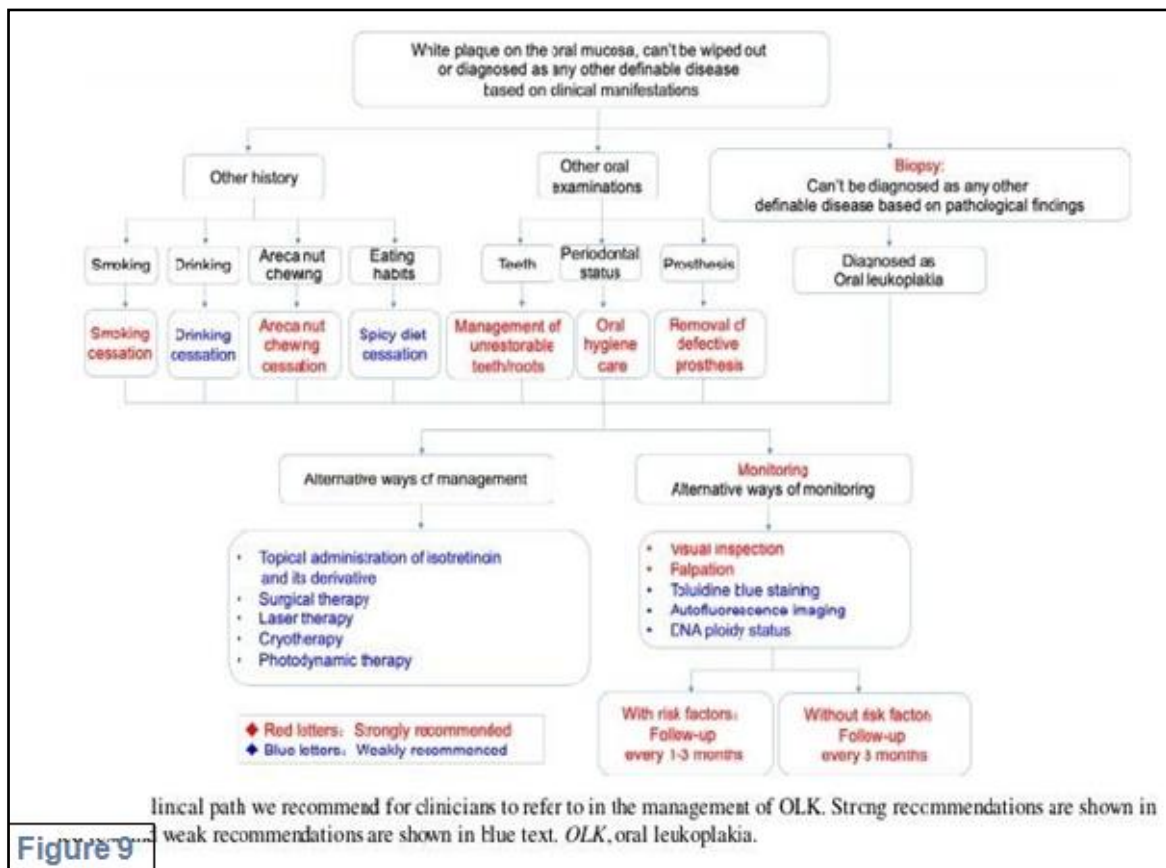 White plaque on the oral mucosa, can't be wiped out
or diagnosed as any other definable disease
based on clinical manifestations
Other history
Other oral
examinations
Biopsy:
Can't be diagnosed as any other
definable disease based on pathological findings
Smoking
Drinking
Areca nut
chewing
Eating
habits
Teeth
Periodontal
status
Prosthesis
Diagnosed as
Oral leukoplakia
Smoking
cessation
Drinking
cessation
Areca nut
chewing
cessation
Spicy diet
cessation
Management of
unrestorable
teeth/roots
Oral
hygiene
care
Removal of
defective
prosthesis
Alternative ways of management
Monitoring
Alternative ways of monitoring
• Topical administration of isotretinoin
and its derivative
• Surgical therapy
• Laser therapy
• Cryotherapy
• Photodynamic therapy
• Visual inspection
• Palpation
• Toluidine blue staining
• Autofluorescence imaging
• DNA ploidy status
◆ Red letters: Strongly recommended
◆ Blue letters: Weakly recommended
With risk factors:
Follow-up
every 1-3 months
Without risk factor:
Follow-up
every 3 months
lincal path we recommend for clinicians to refer to in the management of OLK. Strong recommendations are shown in
weak recommendations are shown in blue text. OLK, oral leukoplakia.
Figure 9